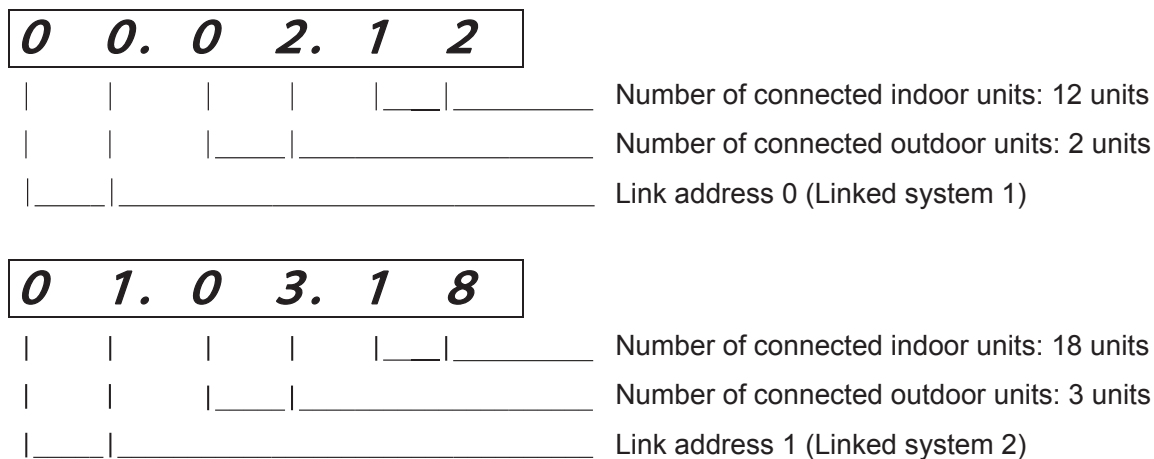 0 0. 0 2. 1 2
Number of connected indoor units: 12 units
Number of connected outdoor units: 2 units
Link address 0 (Linked system 1)
0 1. 0 3. 1 8
Number of connected indoor units: 18 units
Number of connected outdoor units: 3 units
Link address 1 (Linked system 2)